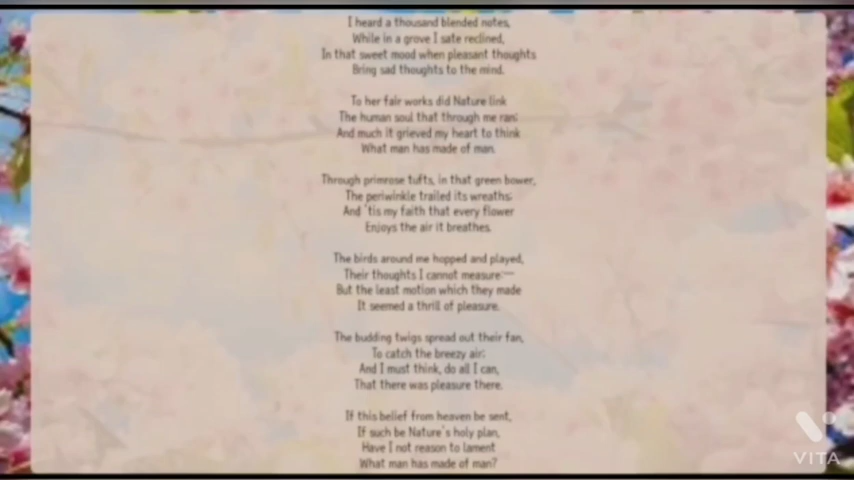 I heard a thousand blended notes,
While in a grove I sate reclined,
In that sweet mood when pleasant thoughts
Bring sad thoughts to the mind.
To her fair works did Nature link
The human soul that through me ran;
And much it grieved my heart to think
What man has made of man.
Through primrose tufts, in that green bower,
The periwinkle trailed its wreaths;
And 'tis my faith that every flower
Enjoys the air it breathes.
The birds around me hopped and played,
Their thoughts I cannot measure:—
But the least motion which they made
It seemed a thrill of pleasure.
The budding twigs spread out their fan,
To catch the breezy air;
And I must think, do all I can,
That there was pleasure there.
If this belief from heaven be sent,
If such be Nature's holy plan,
Have I not reason to lament
What man has made of man?
VITA